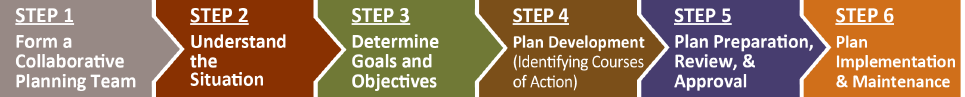 STEP 1
Form a
Collaborative
Planning Team
STEP 2
Understand
the
Situation
STEP 3
Determine
Goals and
Objectives
STEP 4
Plan Development
(Identifying Courses
of Action)
STEP 5
Plan Preparation,
Review, &
Approval
STEP 6
Plan
Implementation
& Maintenance